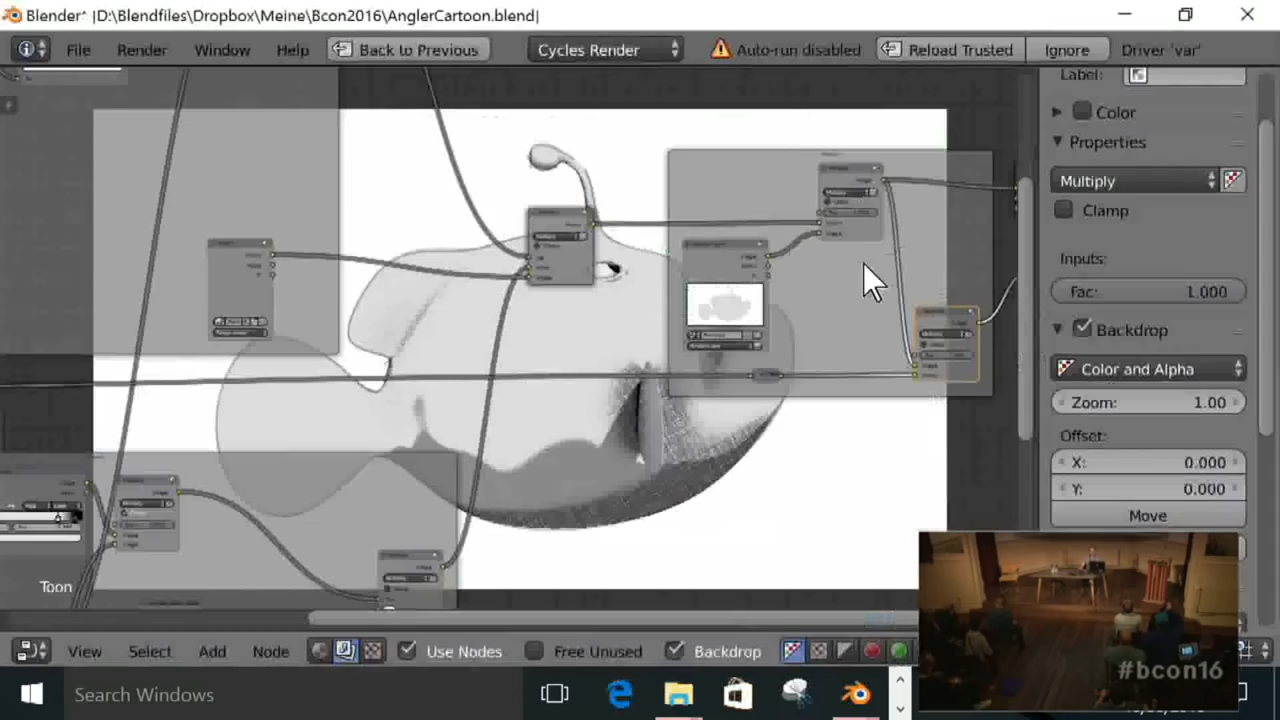 Blender* [D:\Blendfiles\Dropbox\Meine\Bcon2016\AnglerCartoon.blend]
File Render Window Help Back to Previous Cycles Render Auto-run disabled Reload Trusted Ignore Driver 'var'
Label:
Color
Properties
Multiply
Clamp
Inputs:
Fac: 1.000
Backdrop
Color and Alpha
Zoom: 1.00
Offset:
X: 0.000
Y: 0.000
Move
Toon
View Select Add Node Use Nodes Free Unused Backdrop
Search Windows
#bcon16